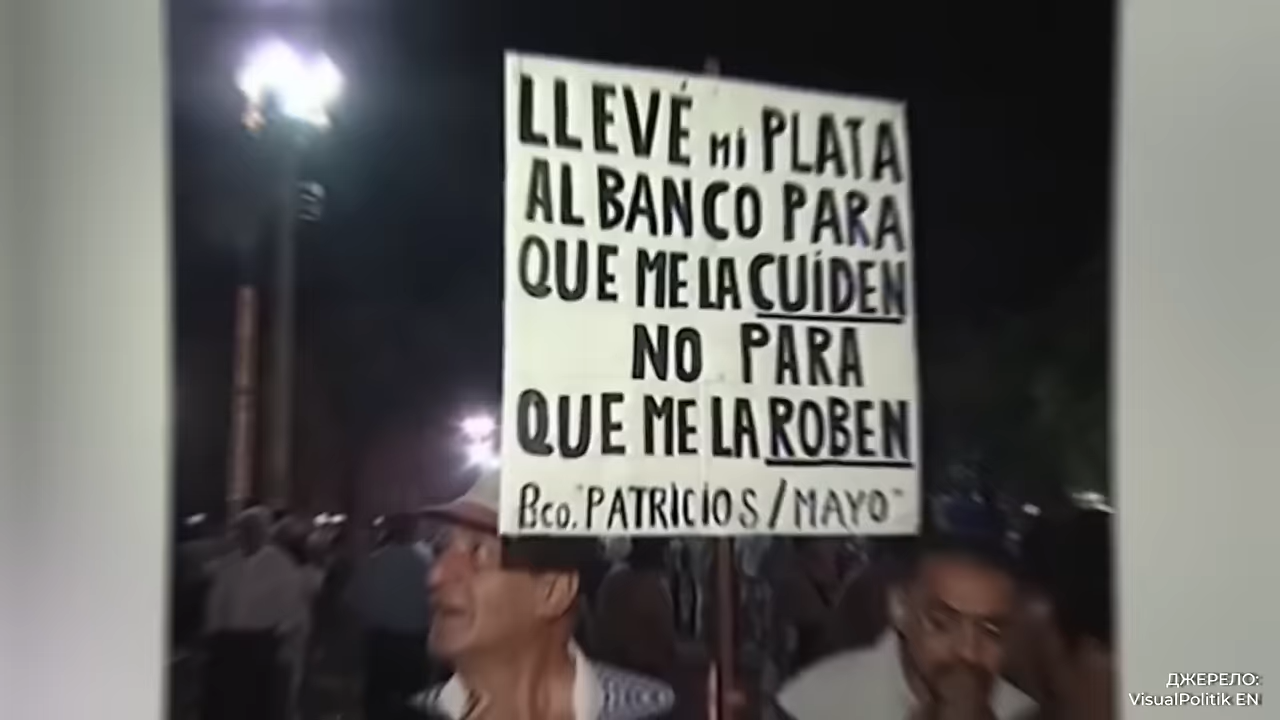 LLEVÉ mi PLATA
AL BANCO PARA
QUE ME LA CUÍDEN
NO PARA
QUE ME LA ROBEN
Bco. "PATRICIOS/MAYO"
ДЖЕРЕЛО:
VisualPolitik EN